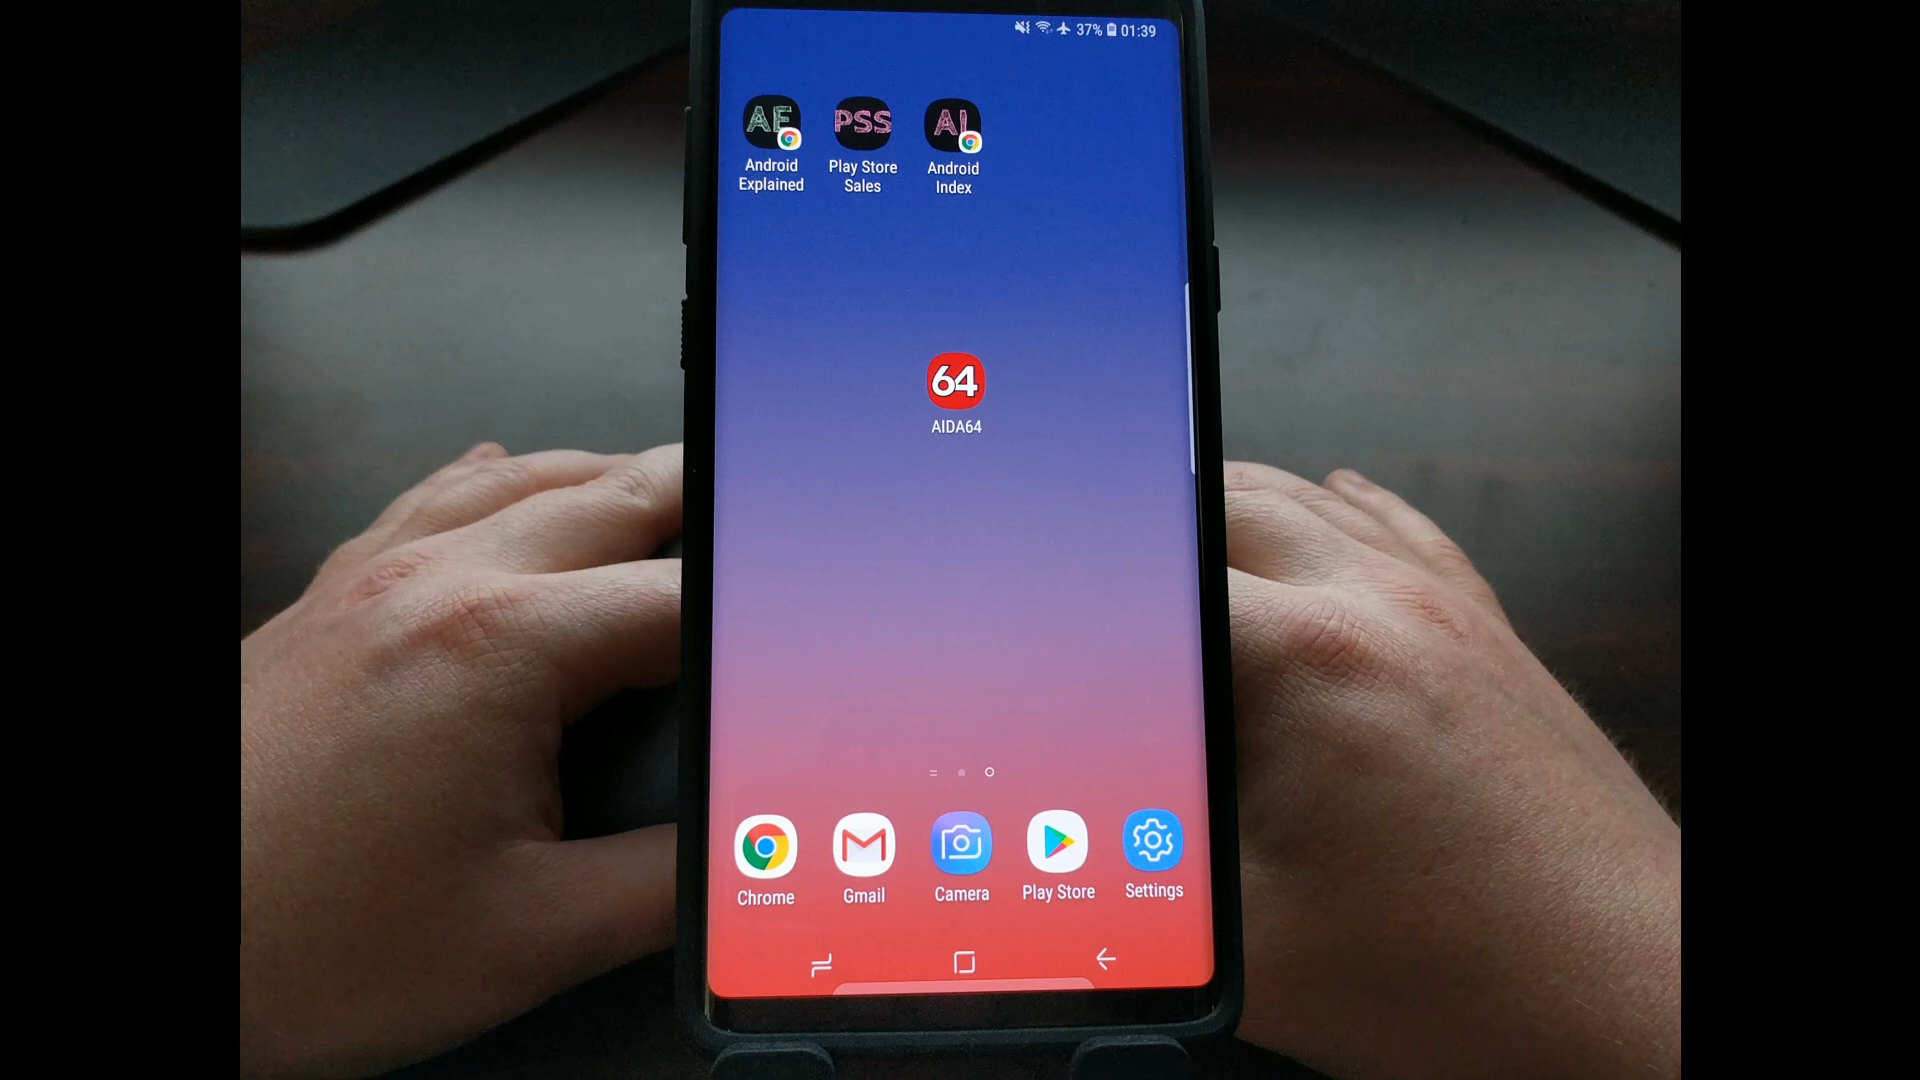 37% 01:39
AE PSS AI
Android Play Store Android
Explained Sales Index
64
AIDA64
Chrome Gmail Camera Play Store Settings